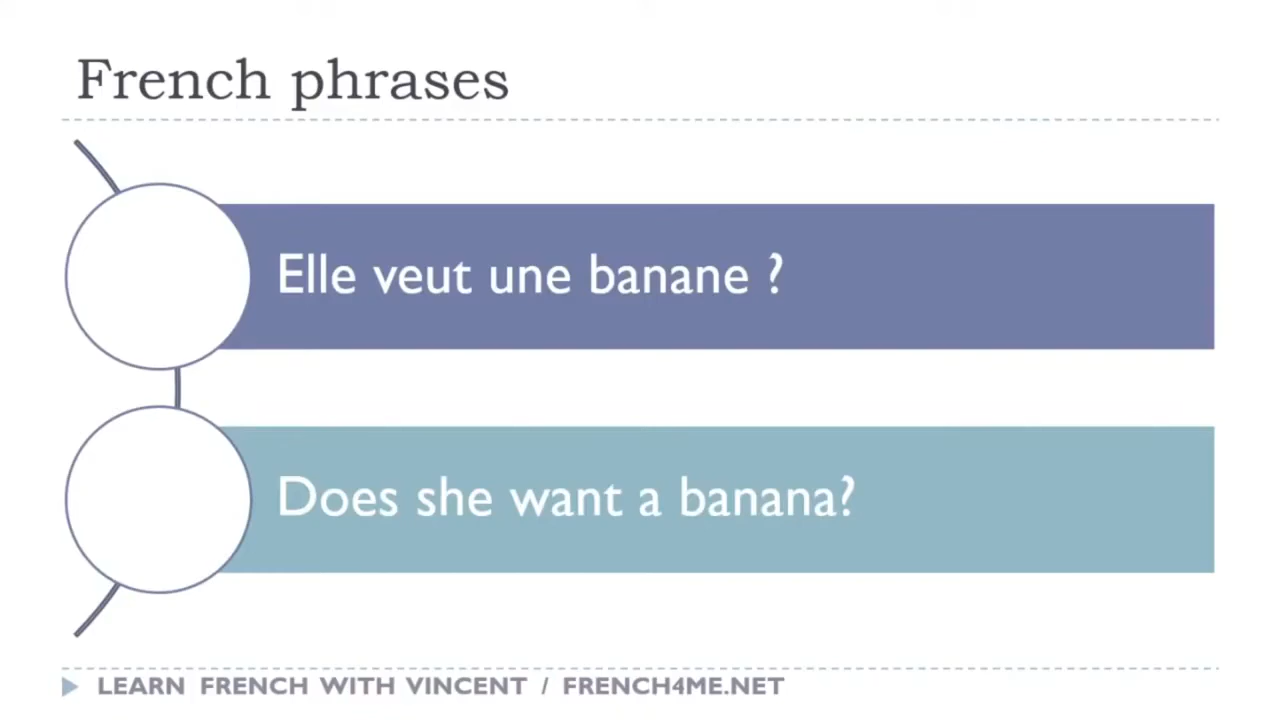 French phrases
Elle veut une banane ?
Does she want a banana?
LEARN FRENCH WITH VINCENT / FRENCH4ME.NET